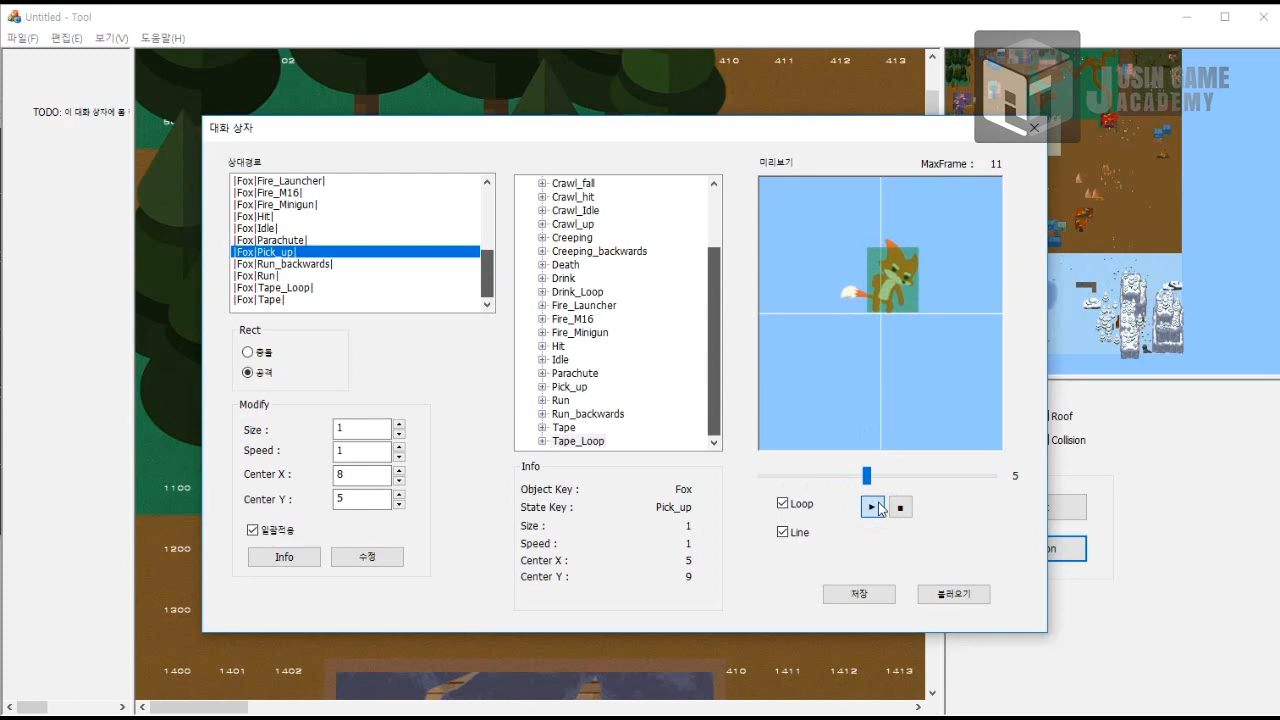 Untitled - Tool
파일(F) 편집(E) 보기(V) 도움말(H)
JUSIN GAME
ACADEMY
TODO: 이 대화 상자에 폼
02
410 411 412 413
대화 상자
상대경로
|Fox|Fire_Launcher|
|Fox|Fire_M16|
|Fox|Fire_Minigun|
|Fox|Hit|
|Fox|Idle|
|Fox|Parachute|
|Fox|Pick_up|
|Fox|Run_backwards|
|Fox|Run|
|Fox|Tape_Loop|
|Fox|Tape|
Rect
충돌
공격
Modify
Size : 1
Speed : 1
Center X : 8
Center Y : 5
일괄적용
Info 수정
Crawl_fall
Crawl_hit
Crawl_Idle
Crawl_up
Creeping
Creeping_backwards
Death
Drink
Drink_Loop
Fire_Launcher
Fire_M16
Fire_Minigun
Hit
Idle
Parachute
Pick_up
Run
Run_backwards
Tape
Tape_Loop
Info
Object Key : Fox
State Key : Pick_up
Size : 1
Speed : 1
Center X : 5
Center Y : 9
미리보기 MaxFrame : 11
5
Loop
Line
저장 불러오기
Roof
Collision
on
1100
1200
1300
1400 1401 1402 410 1411 1412 1413